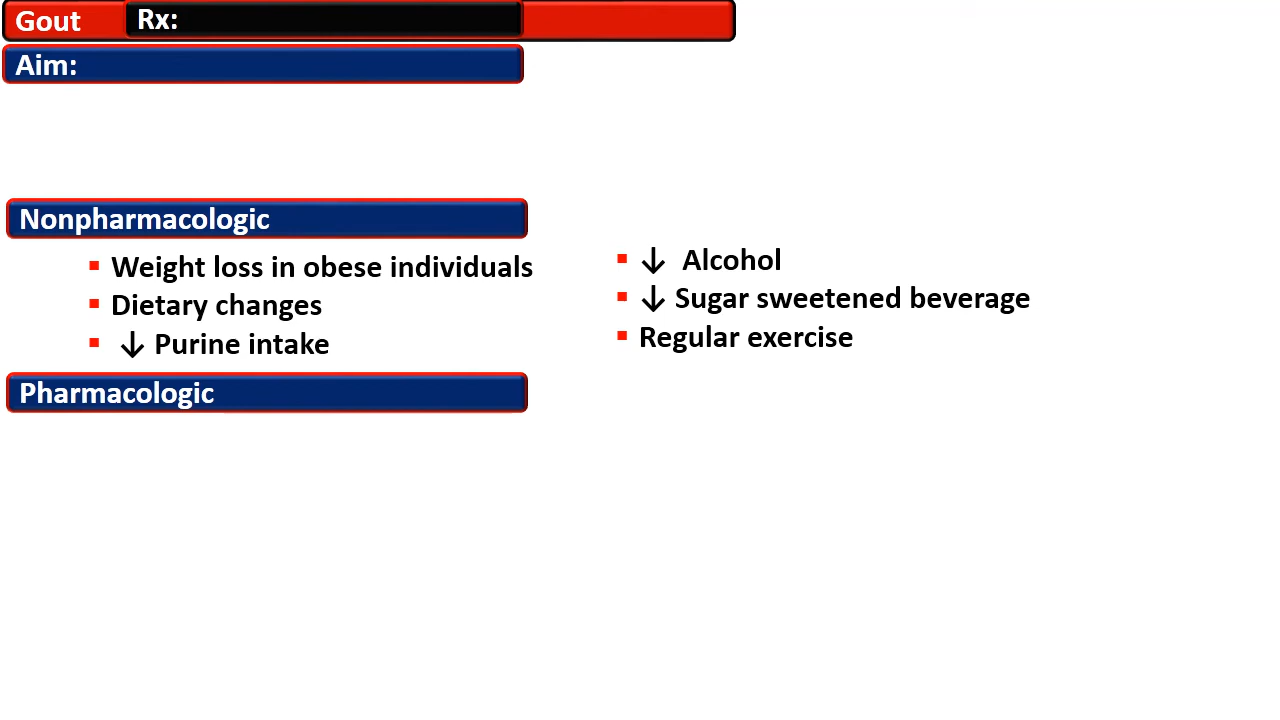 Gout Rx:
Aim:
Nonpharmacologic
▪ Weight loss in obese individuals
▪ Dietary changes
▪ ↓ Purine intake
▪ ↓ Alcohol
▪ ↓ Sugar sweetened beverage
▪ Regular exercise
Pharmacologic